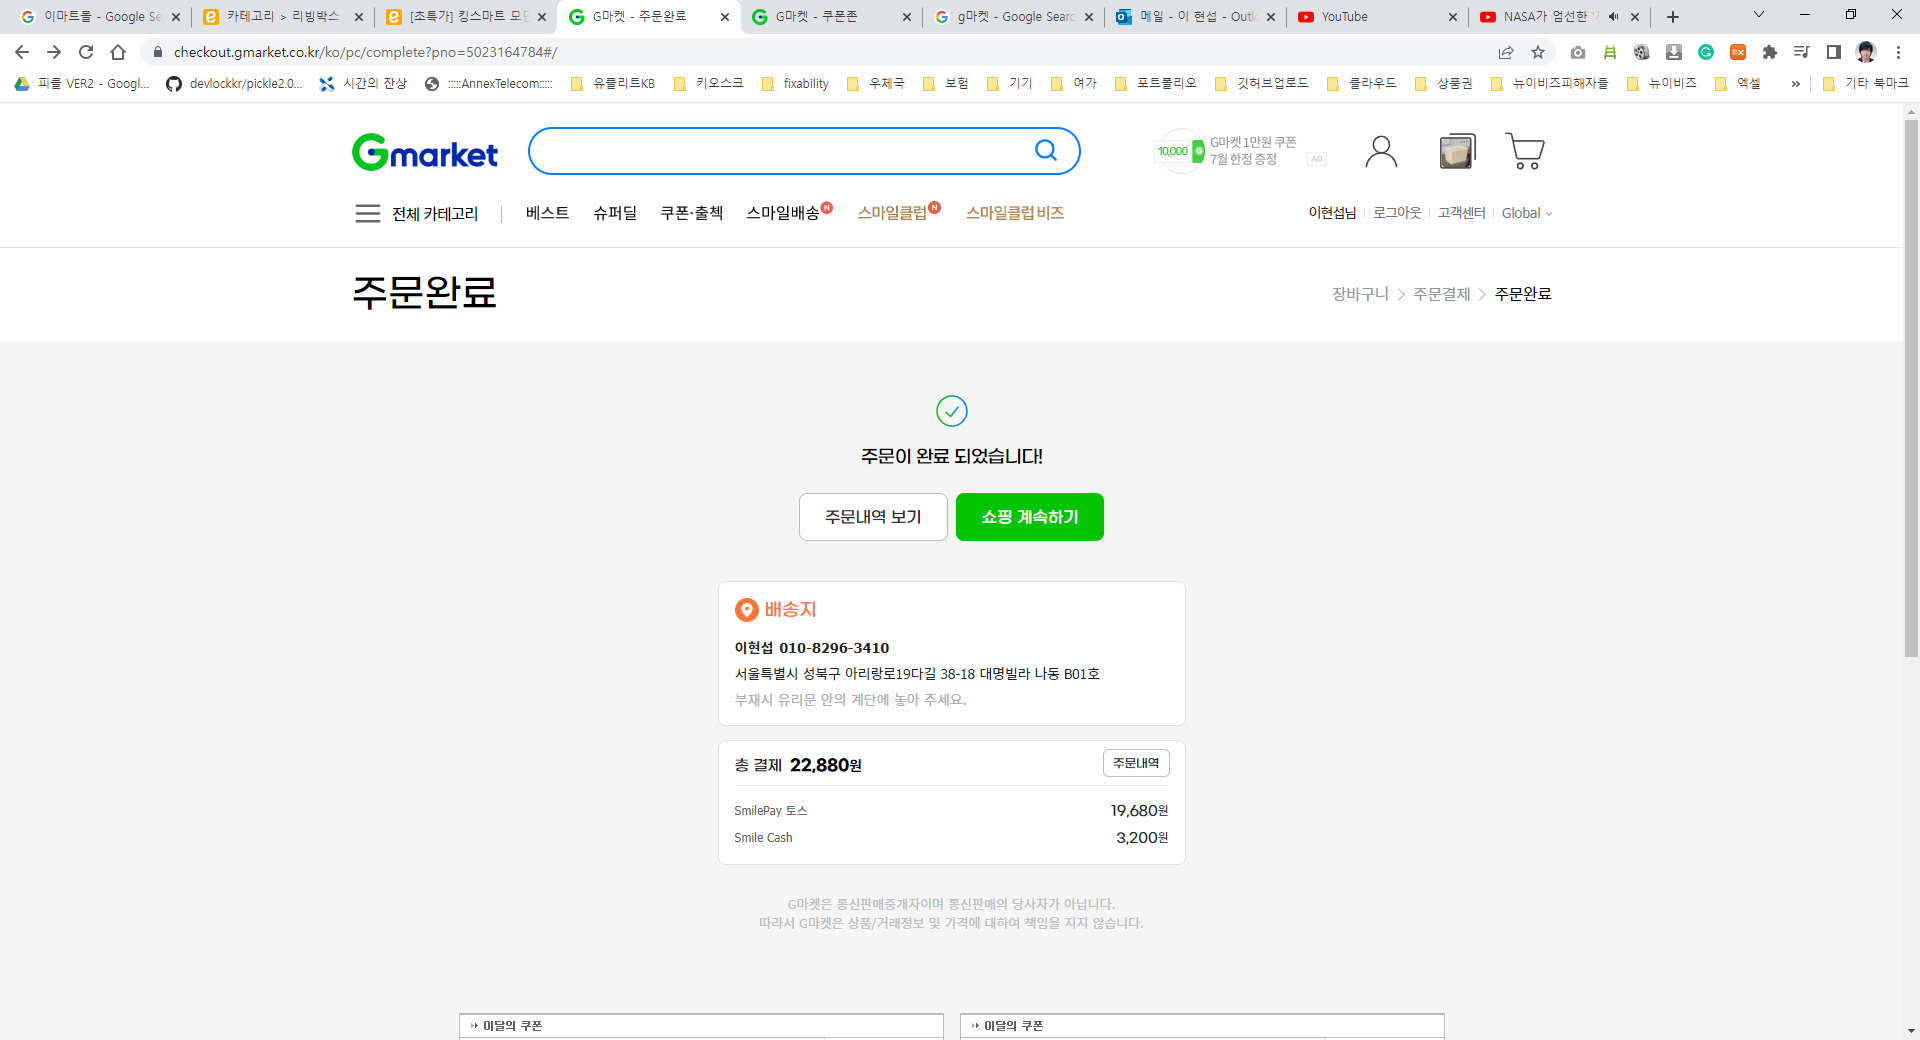 이마트몰 - Google Se
카테고리 > 리빙박스
[초특가] 킹스마트 모던
G마켓 - 주문완료
G마켓 - 쿠폰존
g마켓 - Google Searc
메일 - 이 현섭 - Outlo
YouTube
NASA가 엄선한
checkout.gmarket.co.kr/ko/pc/complete?pno=5023164784#/
피클 VER2 - Googl...
devlockkr/pickle2.0...
시간의 잔상
:::::AnnexTelecom:::::
유플리트KB
키오스크
fixability
우체국
보험
기기
여가
포트폴리오
깃허브업로드
클라우드
상품권
뉴이비즈피해자들
뉴이비즈
엑셀
»
기타 북마크
Gmarket
10,000 G
G마켓 1만원 쿠폰
7월 한정 증정
AD
전체 카테고리
베스트
슈퍼딜
쿠폰·출첵
스마일배송 N
스마일클럽 N
스마일클럽 비즈
이현섭님
로그아웃
고객센터
Global
주문완료
장바구니 > 주문결제 > 주문완료
주문이 완료 되었습니다!
주문내역 보기
쇼핑 계속하기
배송지
이현섭 010-8296-3410
서울특별시 성북구 아리랑로19다길 38-18 대명빌라 나동 B01호
부재시 유리문 안의 계단에 놓아 주세요.
총 결제 22,880원
주문내역
SmilePay 토스 19,680원
Smile Cash 3,200원
G마켓은 통신판매중개자이며 통신판매의 당사자가 아닙니다.
따라서 G마켓은 상품/거래정보 및 가격에 대하여 책임을 지지 않습니다.
이달의 쿠폰
이달의 쿠폰